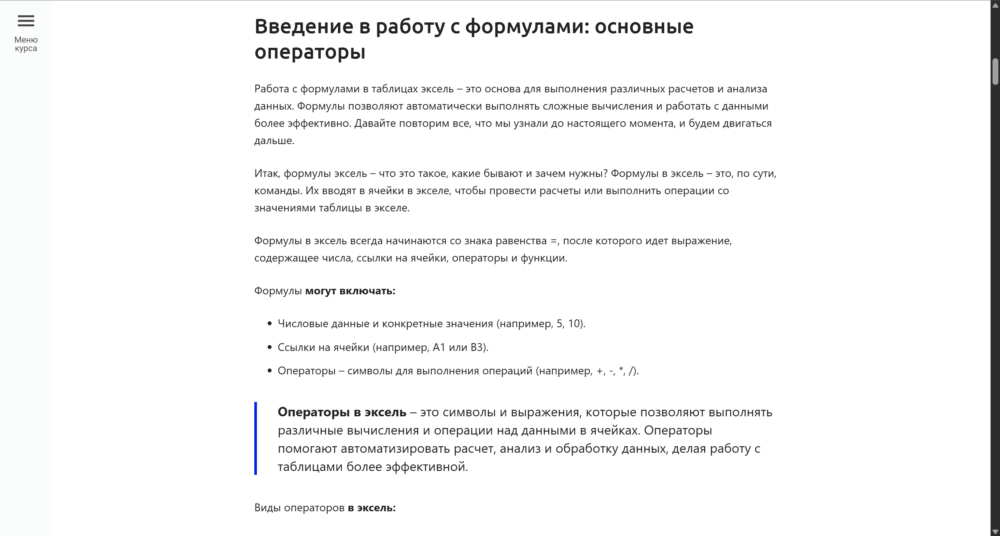 Меню
курса
Введение в работу с формулами: основные
операторы
Работа с формулами в таблицах эксель – это основа для выполнения различных расчетов и анализа
данных. Формулы позволяют автоматически выполнять сложные вычисления и работать с данными
более эффективно. Давайте повторим все, что мы узнали до настоящего момента, и будем двигаться
дальше.
Итак, формулы эксель – что это такое, какие бывают и зачем нужны? Формулы в эксель – это, по сути,
команды. Их вводят в ячейки в экселе, чтобы провести расчеты или выполнить операции со
значениями таблицы в экселе.
Формулы в эксель всегда начинаются со знака равенства =, после которого идет выражение,
содержащее числа, ссылки на ячейки, операторы и функции.
Формулы могут включать:
• Числовые данные и конкретные значения (например, 5, 10).
• Ссылки на ячейки (например, A1 или B3).
• Операторы – символы для выполнения операций (например, +, -, *, /).
Операторы в эксель – это символы и выражения, которые позволяют выполнять
различные вычисления и операции над данными в ячейках. Операторы
помогают автоматизировать расчет, анализ и обработку данных, делая работу с
таблицами более эффективной.
Виды операторов в эксель: